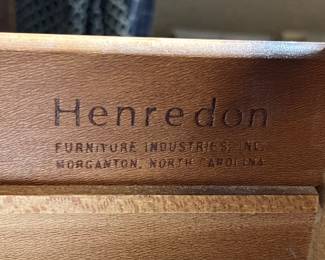 Henredon
FURNITURE INDUSTRIES, INC.
MORGANTON, NORTH CAROLINA